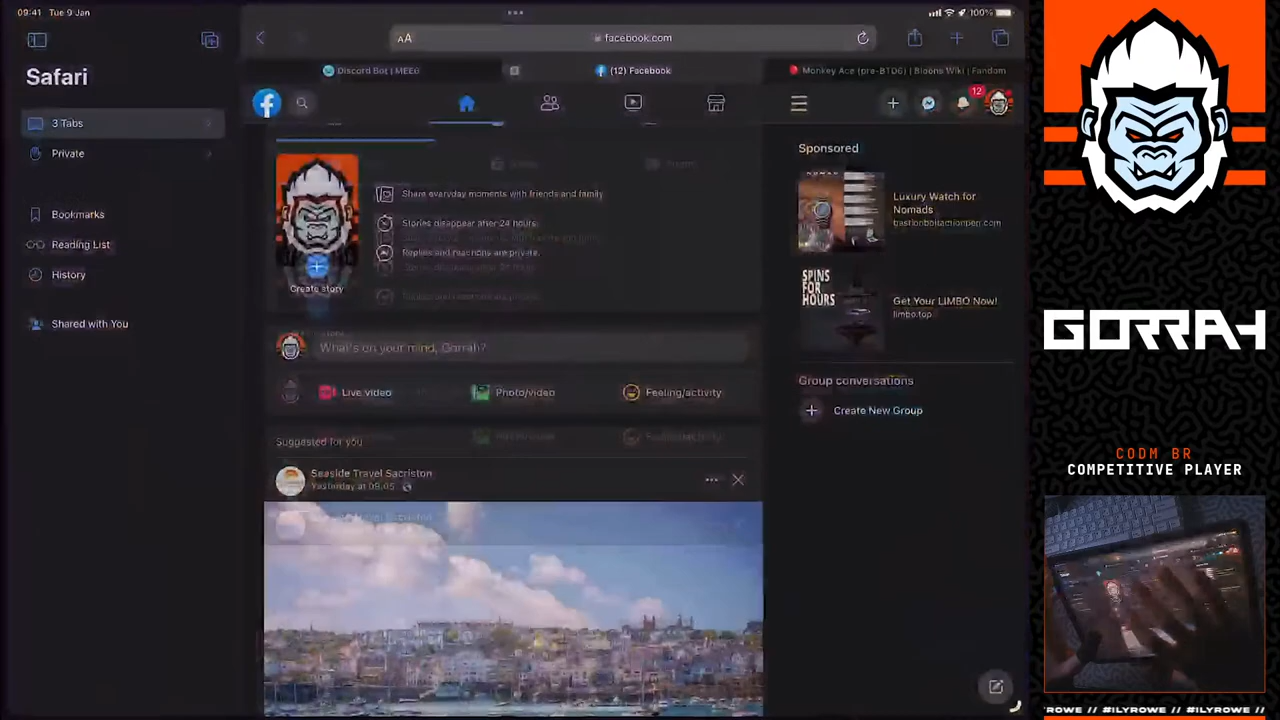 09:41 Tue 9 Jan
100%
Safari
3 Tabs
Private
Bookmarks
Reading List
History
Shared with You
AA
facebook.com
Discord Bot | MEE6
(12) Facebook
Monkey Ace (pre-BTD6) | Bloons Wiki | Fandom
12
Share everyday moments with friends and family
Stories disappear after 24 hours.
Replies and reactions are private.
Create story
What's on your mind, Gorrah?
Live video
Photo/video
Feeling/activity
Suggested for you
Seaside Travel Sacriston
Yesterday at 09:05
Sponsored
Luxury Watch for
Nomads
SPINS
FOR
HOURS
Get Your LIMBO Now!
limbo.top
Group conversations
Create New Group
GORRAH
CODM BR
COMPETITIVE PLAYER
ROWE // #ILYROWE // #ILYROWE //